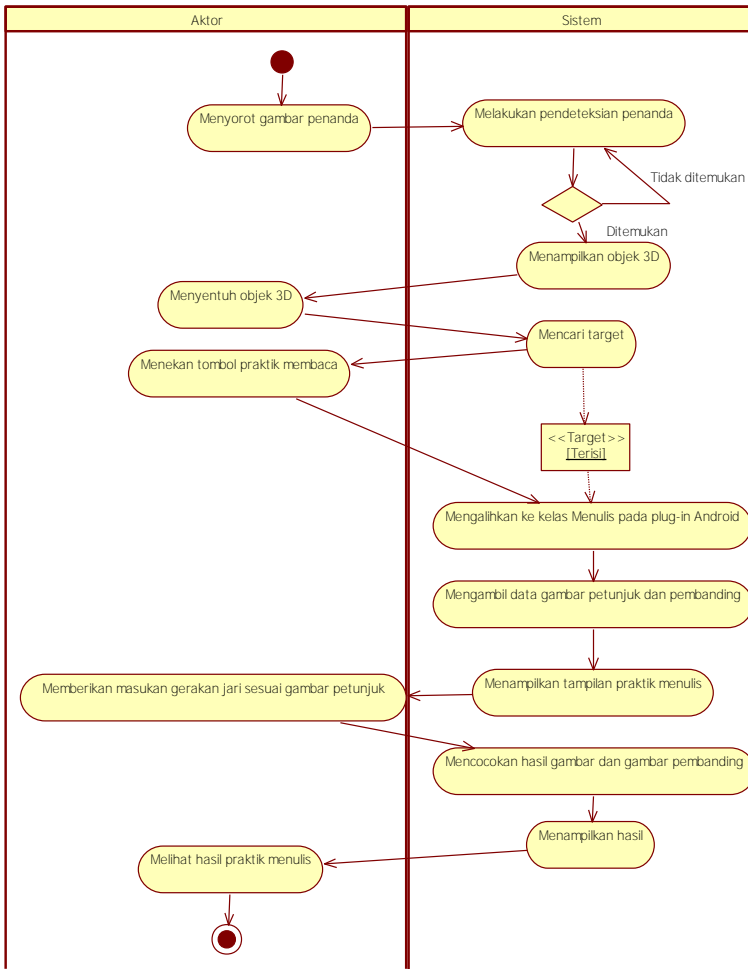 Aktor
Sistem
Menyorot gambar penanda
Melakukan pendeteksian penanda
Tidak ditemukan
Ditemukan
Menampilkan objek 3D
Menyentuh objek 3D
Mencari target
Menekan tombol praktik membaca
<<Target>>
[Terisi]
Mengalihkan ke kelas Menulis pada plug-in Android
Mengambil data gambar petunjuk dan pembanding
Menampilkan tampilan praktik menulis
Memberikan masukan gerakan jari sesuai gambar petunjuk
Mencocokan hasil gambar dan gambar pembanding
Menampilkan hasil
Melihat hasil praktik menulis